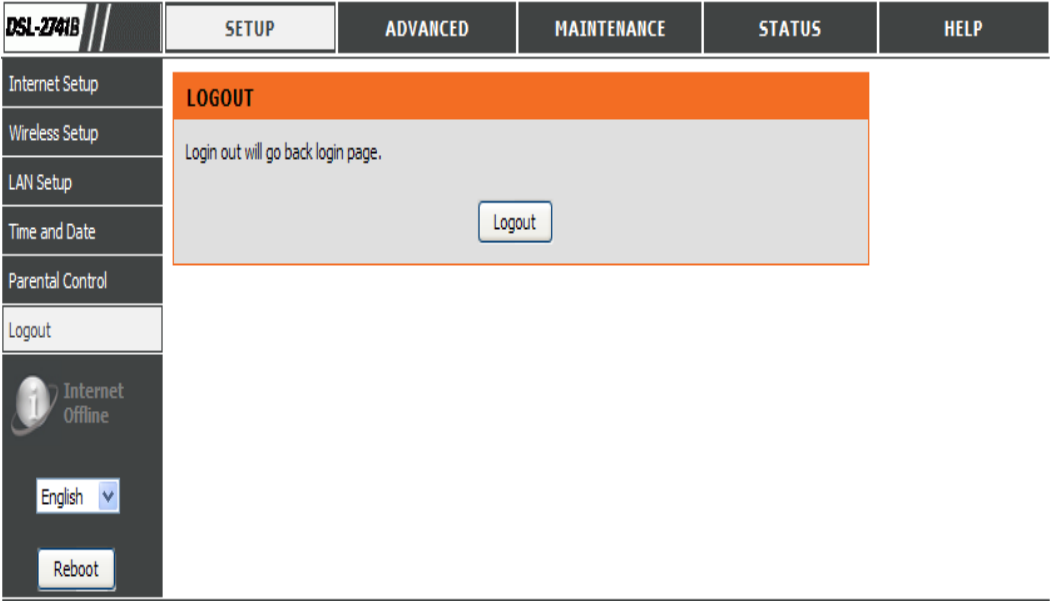 DSL-2741B
SETUP
ADVANCED
MAINTENANCE
STATUS
HELP
Internet Setup
Wireless Setup
LAN Setup
Time and Date
Parental Control
Logout
Internet
Offline
English
Reboot
LOGOUT
Login out will go back login page.
Logout